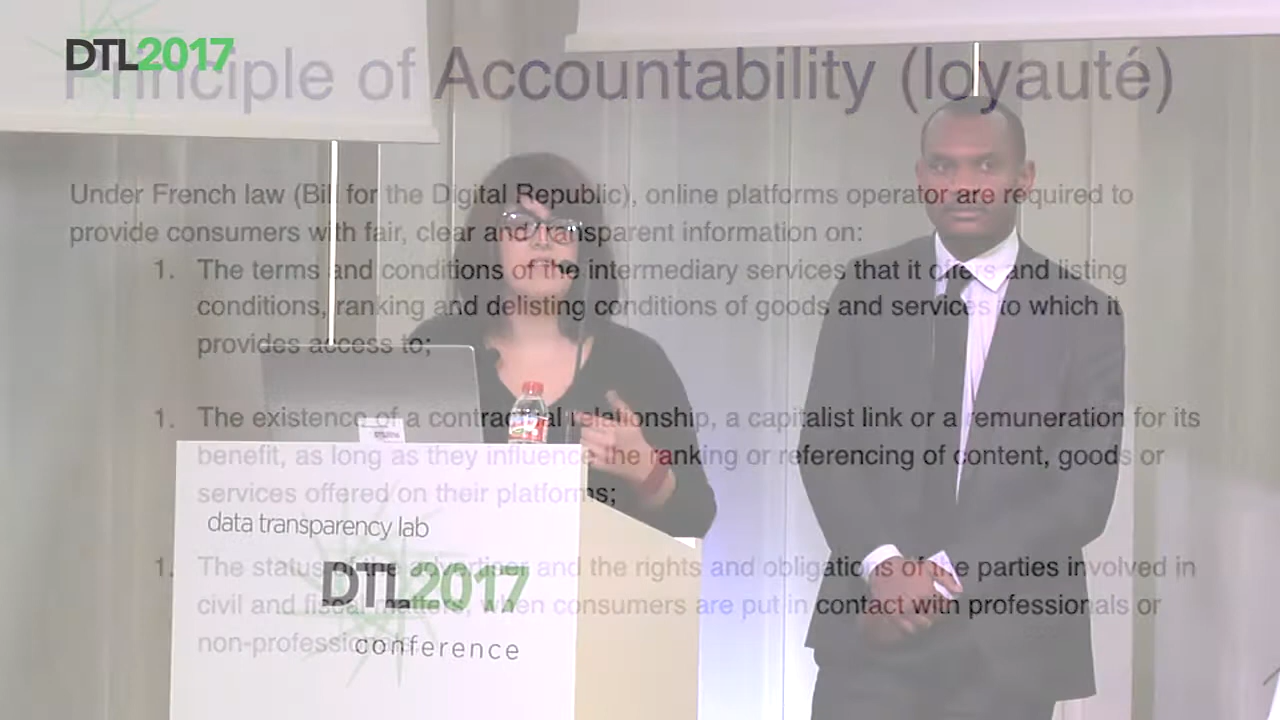 DTL2017
Principle of Accountability (loyauté)
Under French law (Bill for the Digital Republic), online platforms operator are required to
provide consumers with fair, clear and transparent information on:
1. The terms and conditions of the intermediary services that it offers and listing
conditions, ranking and delisting conditions of goods and services to which it
provides access to;
1. The existence of a contractual relationship, a capitalist link or a remuneration for its
benefit, as long as they influence the ranking or referencing of content, goods or
services offered on their platforms;
1. The status of the advertiser and the rights and obligations of the parties involved in
civil and fiscal matters, when consumers are put in contact with professionals or
non-professionals.
data transparency lab
DTL2017
conference